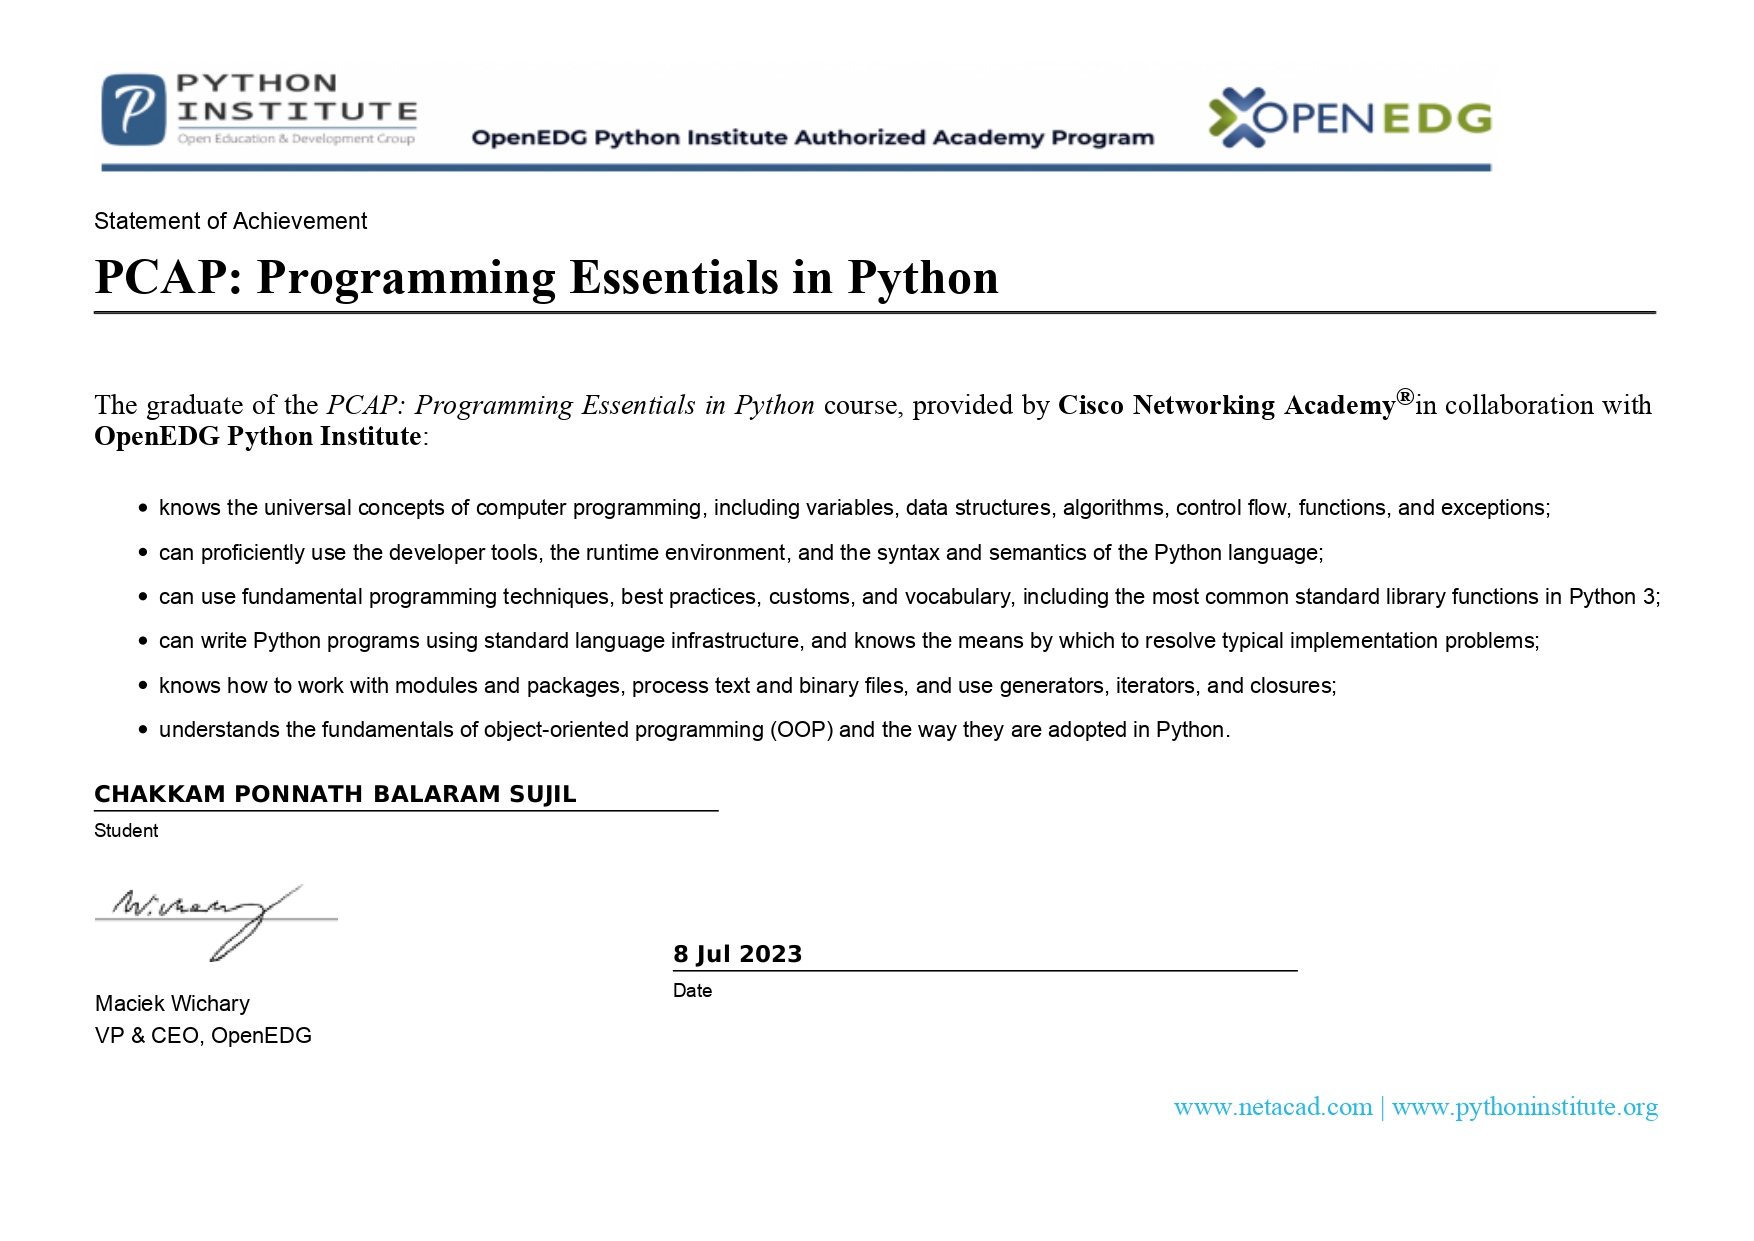 PYTHON
INSTITUTE
Open Education & Development Group
OpenEDG Python Institute Authorized Academy Program
OPENEDG
Statement of Achievement
PCAP: Programming Essentials in Python
The graduate of the PCAP: Programming Essentials in Python course, provided by Cisco Networking Academy®in collaboration with
OpenEDG Python Institute:
• knows the universal concepts of computer programming, including variables, data structures, algorithms, control flow, functions, and exceptions;
• can proficiently use the developer tools, the runtime environment, and the syntax and semantics of the Python language;
• can use fundamental programming techniques, best practices, customs, and vocabulary, including the most common standard library functions in Python 3;
• can write Python programs using standard language infrastructure, and knows the means by which to resolve typical implementation problems;
• knows how to work with modules and packages, process text and binary files, and use generators, iterators, and closures;
• understands the fundamentals of object-oriented programming (OOP) and the way they are adopted in Python.
CHAKKAM PONNATH BALARAM SUJIL
Student
W.chary
8 Jul 2023
Date
Maciek Wichary
VP & CEO, OpenEDG
www.netacad.com | www.pythoninstitute.org